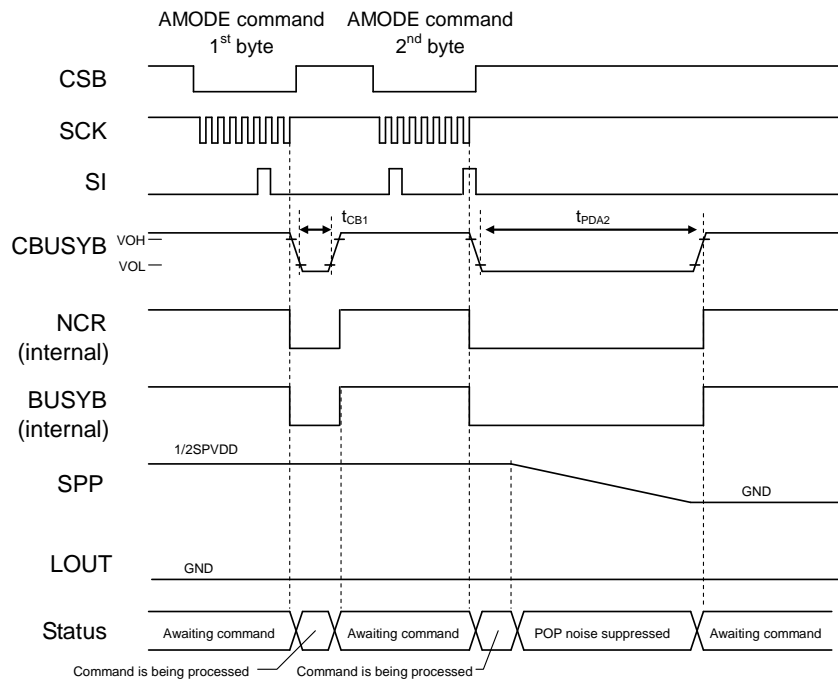 AMODE command
1st byte
AMODE command
2nd byte
CSB
SCK
SI
tCB1
tPDA2
CBUSYB
VOH
VOL
NCR
(internal)
BUSYB
(internal)
1/2SPVDD
SPP
GND
LOUT
GND
Status
Awaiting command
Awaiting command
POP noise suppressed
Awaiting command
Command is being processed
Command is being processed